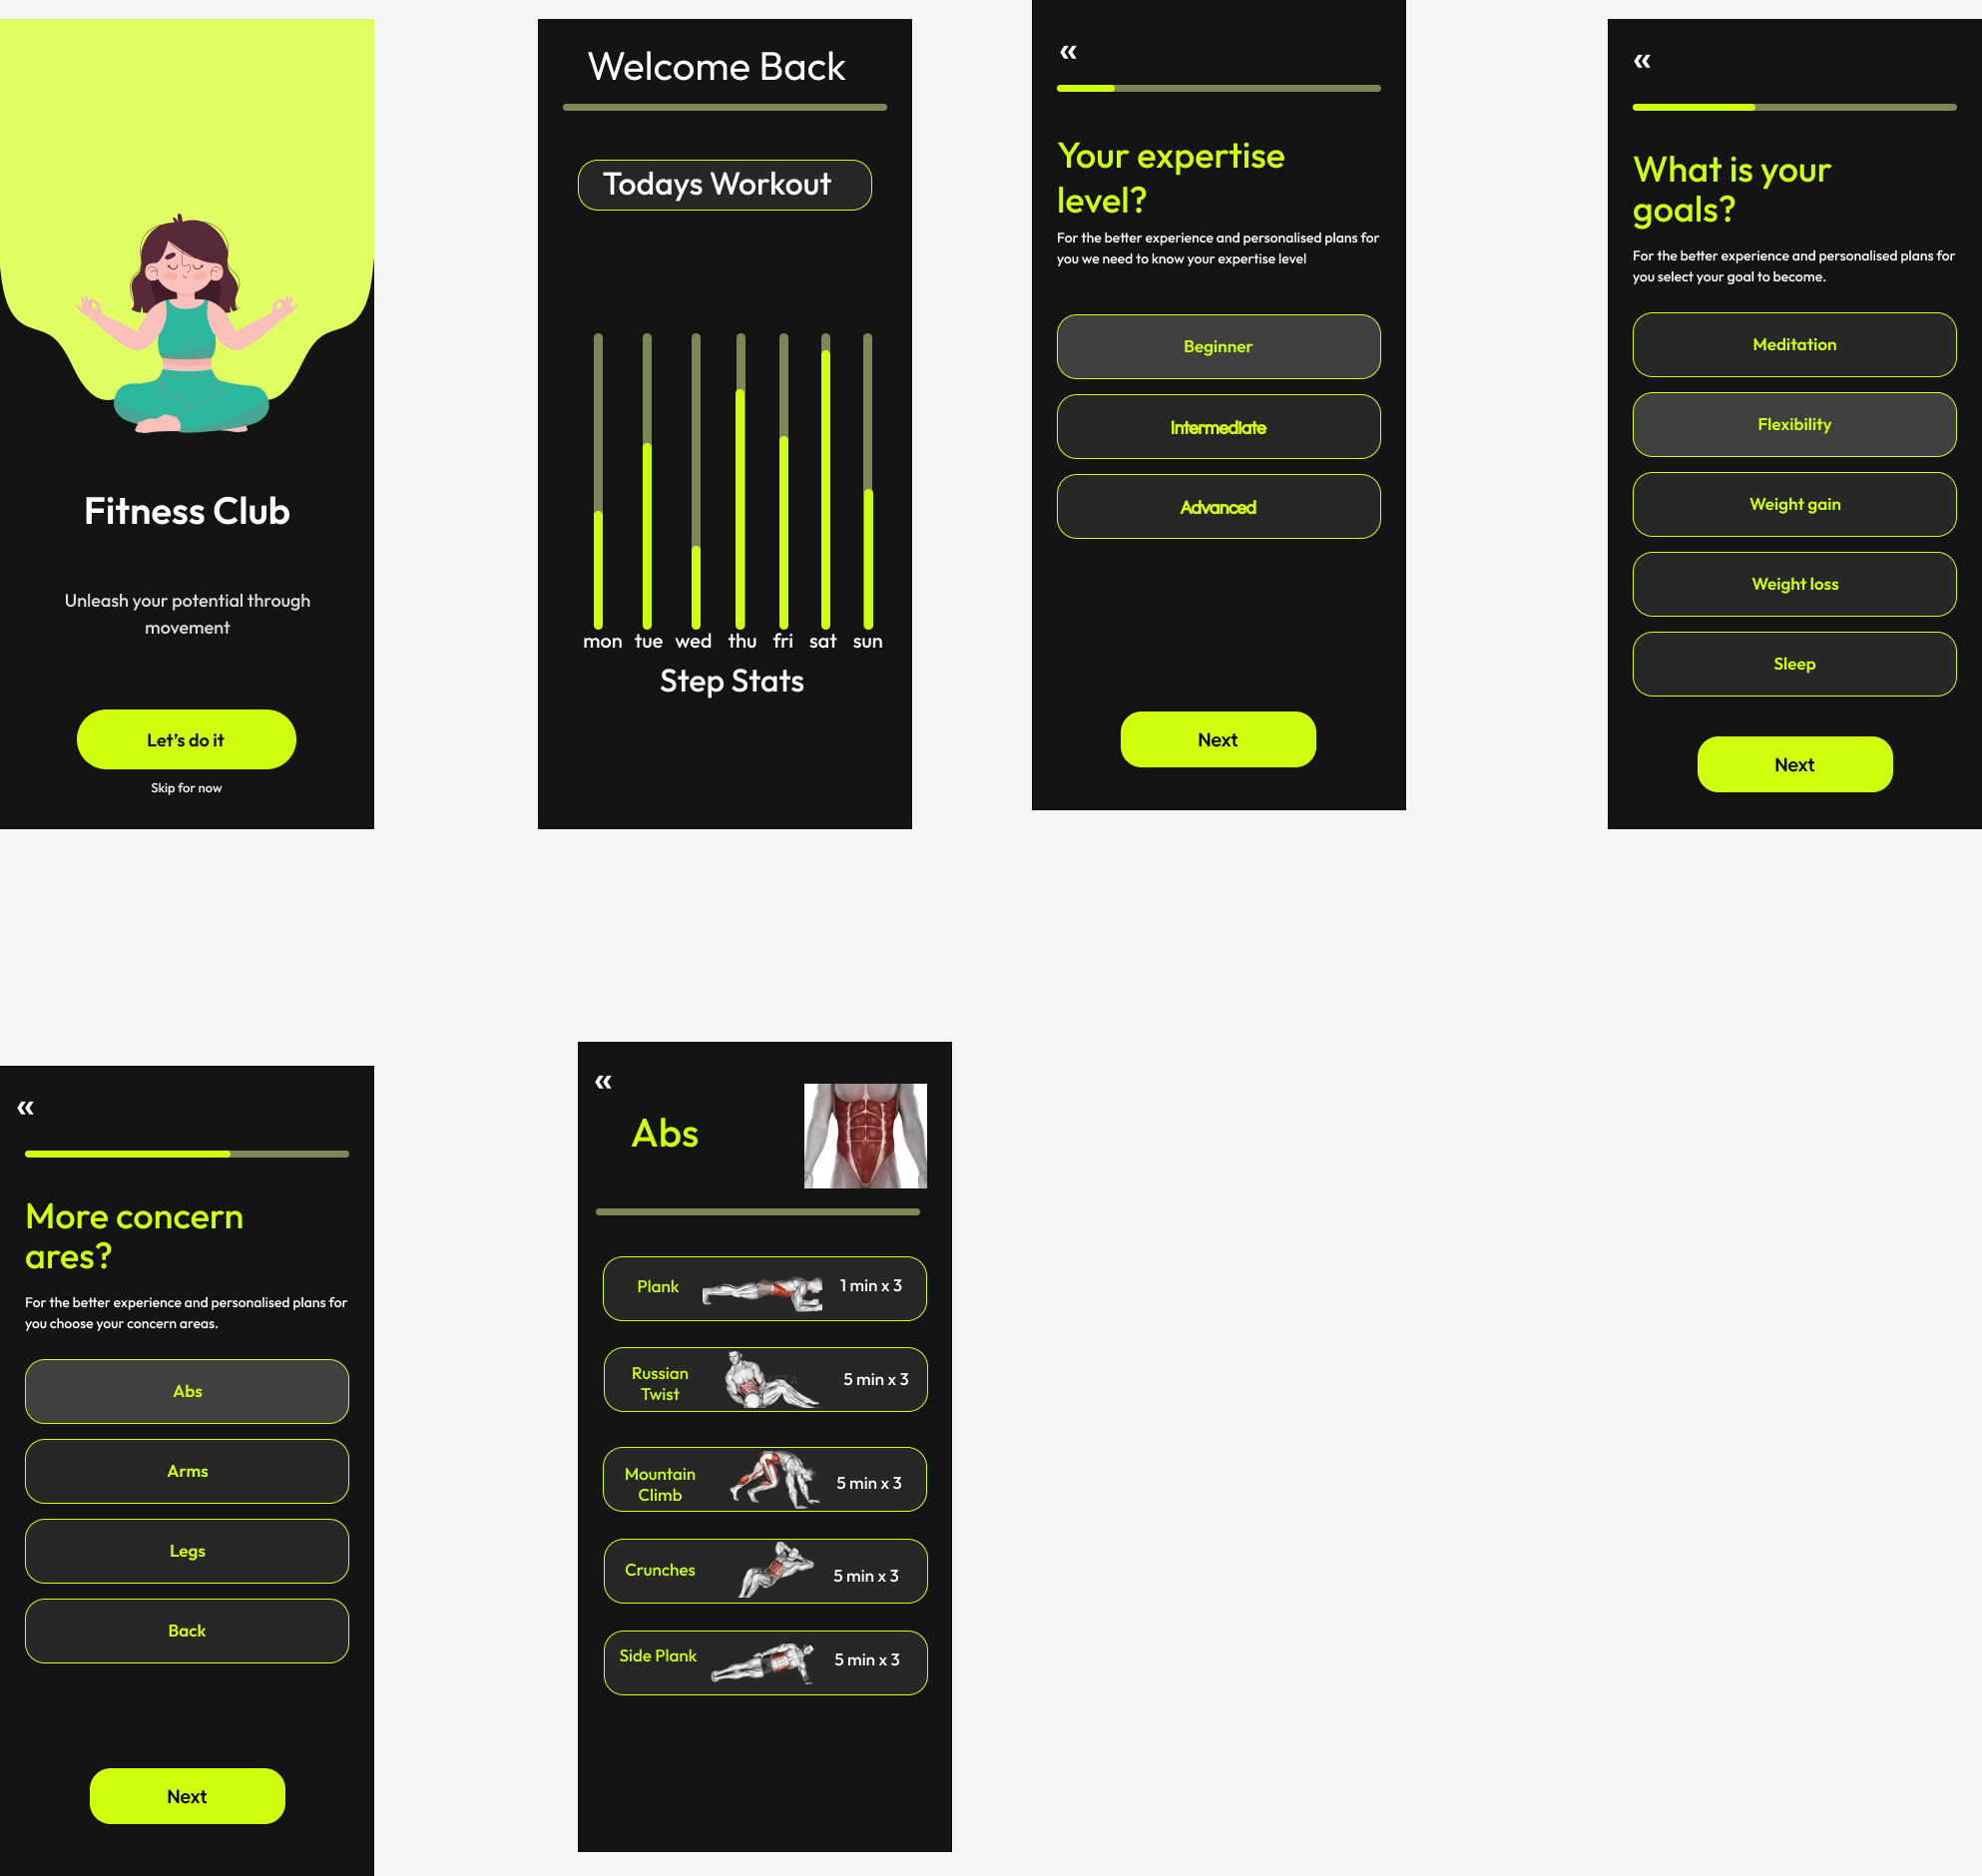 Fitness Club
Unleash your potential through
movement
Let's do it
Skip for now
Welcome Back
Todays Workout
mon tue wed thu fri sat sun
Step Stats
«
Your expertise
level?
For the better experience and personalised plans for
you we need to know your expertise level
Beginner
Intermediate
Advanced
Next
«
What is your
goals?
For the better experience and personalised plans for
you select your goal to become.
Meditation
Flexibility
Weight gain
Weight loss
Sleep
Next
«
More concern
ares?
For the better experience and personalised plans for
you choose your concern areas.
Abs
Arms
Legs
Back
Next
«
Abs
Plank 1 min x 3
Russian
Twist
5 min x 3
Mountain
Climb
5 min x 3
Crunches 5 min x 3
Side Plank 5 min x 3